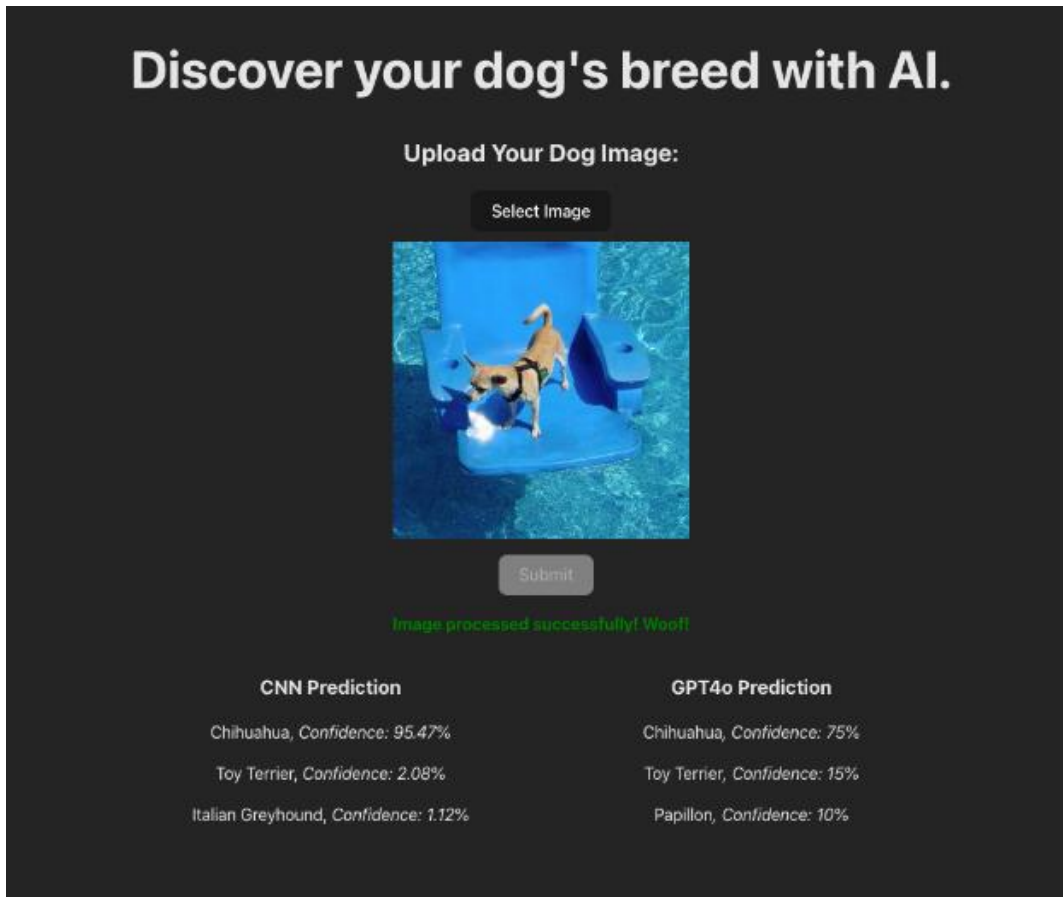 Discover your dog's breed with AI.
Upload Your Dog Image:
Select Image
Submit
Image processed successfully! Woof!
CNN Prediction
Chihuahua, Confidence: 95.47%
Toy Terrier, Confidence: 2.08%
Italian Greyhound, Confidence: 1.12%
GPT4o Prediction
Chihuahua, Confidence: 75%
Toy Terrier, Confidence: 15%
Papillon, Confidence: 10%